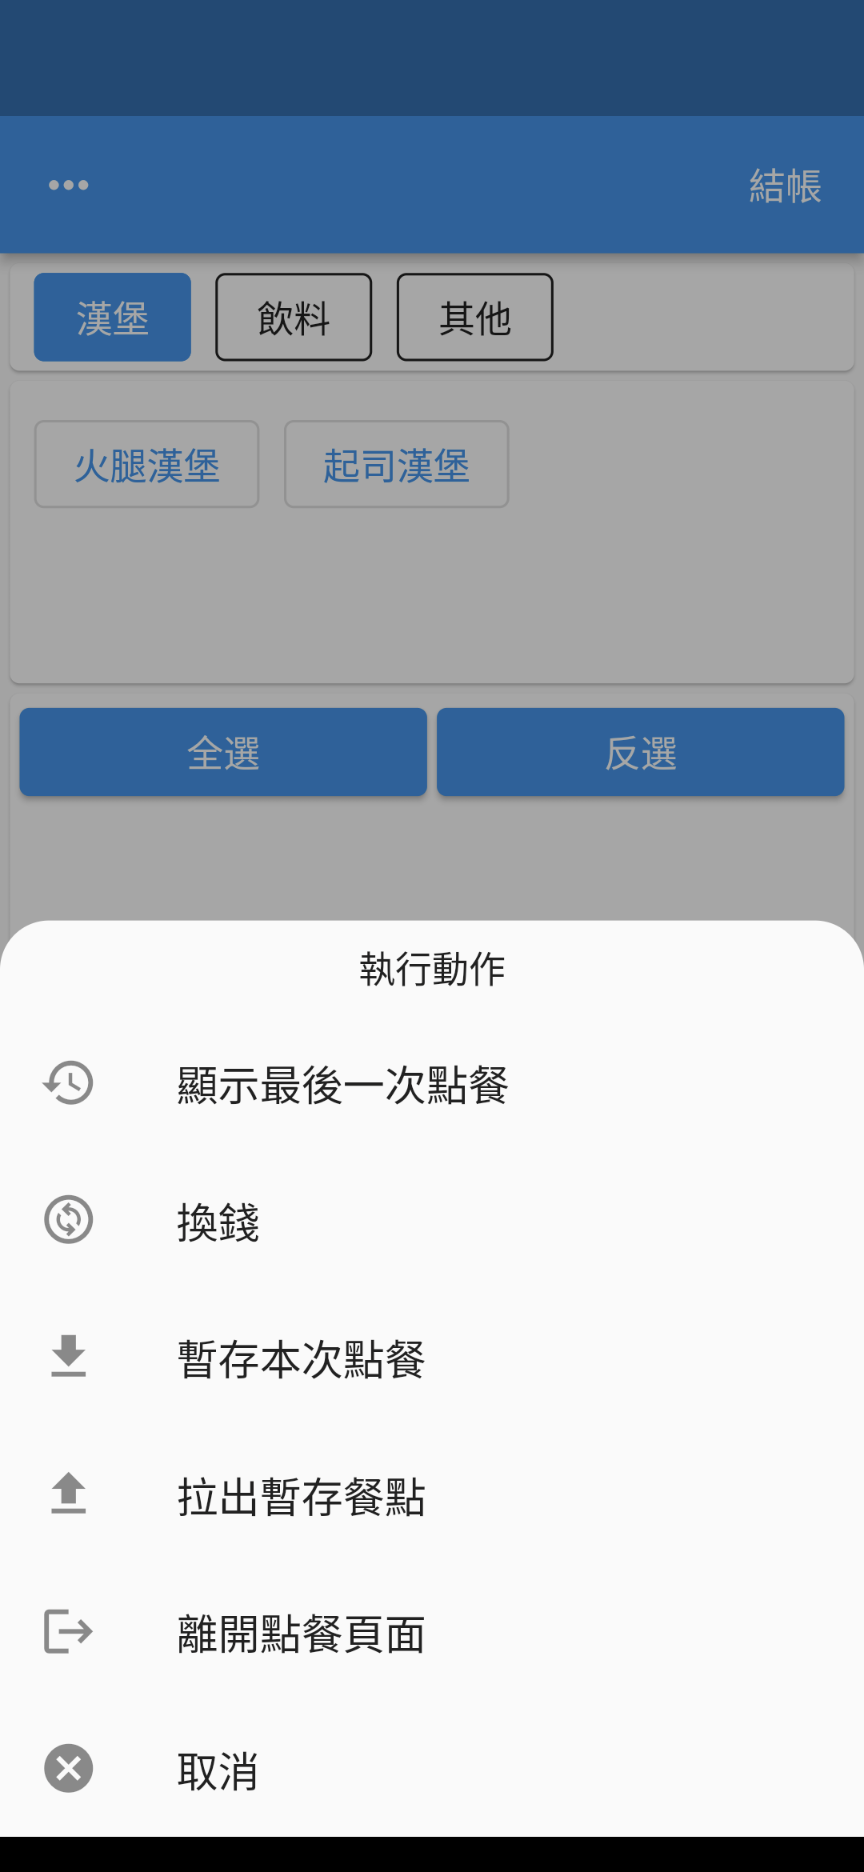 結帳
漢堡 飲料 其他
火腿漢堡 起司漢堡
全選 反選
執行動作
顯示最後一次點餐
換錢
暫存本次點餐
拉出暫存餐點
離開點餐頁面
取消